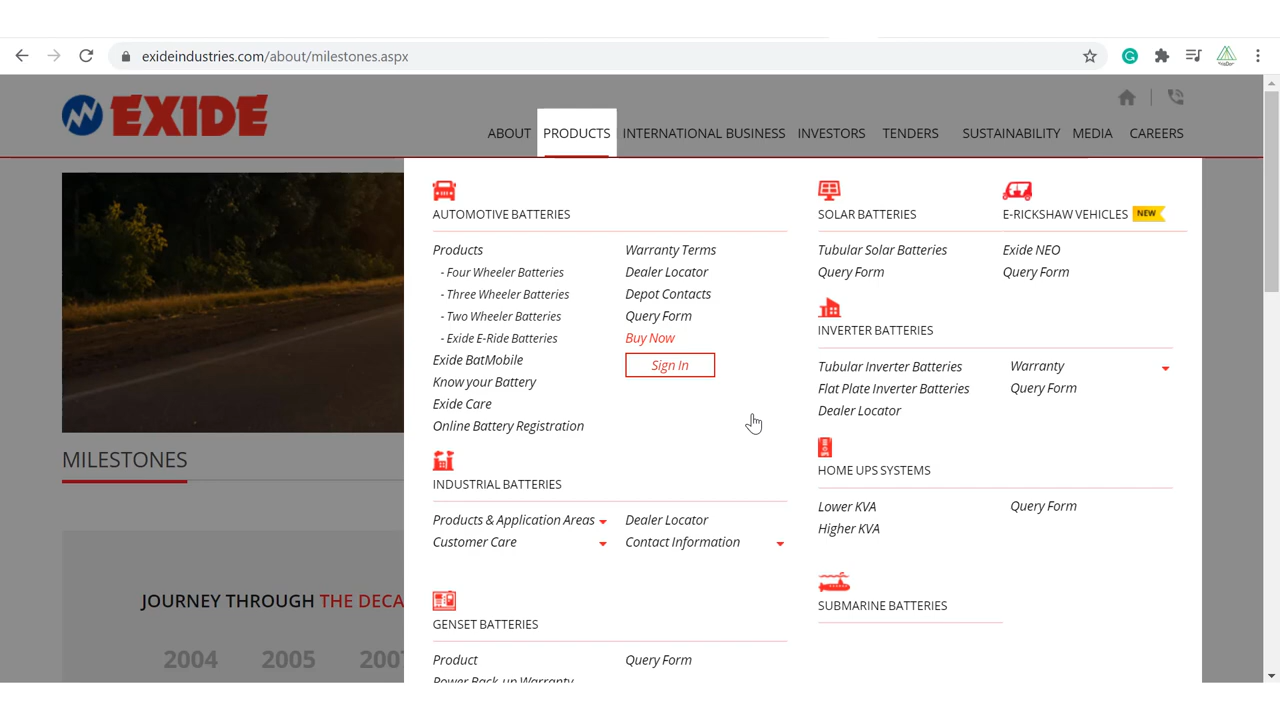 exideindustries.com/about/milestones.aspx
EXIDE
ABOUT PRODUCTS INTERNATIONAL BUSINESS INVESTORS TENDERS SUSTAINABILITY MEDIA CAREERS
AUTOMOTIVE BATTERIES
Products
- Four Wheeler Batteries
- Three Wheeler Batteries
- Two Wheeler Batteries
- Exide E-Ride Batteries
Exide BatMobile
Know your Battery
Exide Care
Online Battery Registration
Warranty Terms
Dealer Locator
Depot Contacts
Query Form
Buy Now
Sign In
INDUSTRIAL BATTERIES
Products & Application Areas
Customer Care
Dealer Locator
Contact Information
GENSET BATTERIES
Product
Power Back-up Warranty
Query Form
SOLAR BATTERIES
Tubular Solar Batteries
Query Form
E-RICKSHAW VEHICLES NEW
Exide NEO
Query Form
INVERTER BATTERIES
Tubular Inverter Batteries
Flat Plate Inverter Batteries
Dealer Locator
Warranty
Query Form
HOME UPS SYSTEMS
Lower KVA
Higher KVA
Query Form
SUBMARINE BATTERIES
MILESTONES
JOURNEY THROUGH THE DECA
2004 2005 200